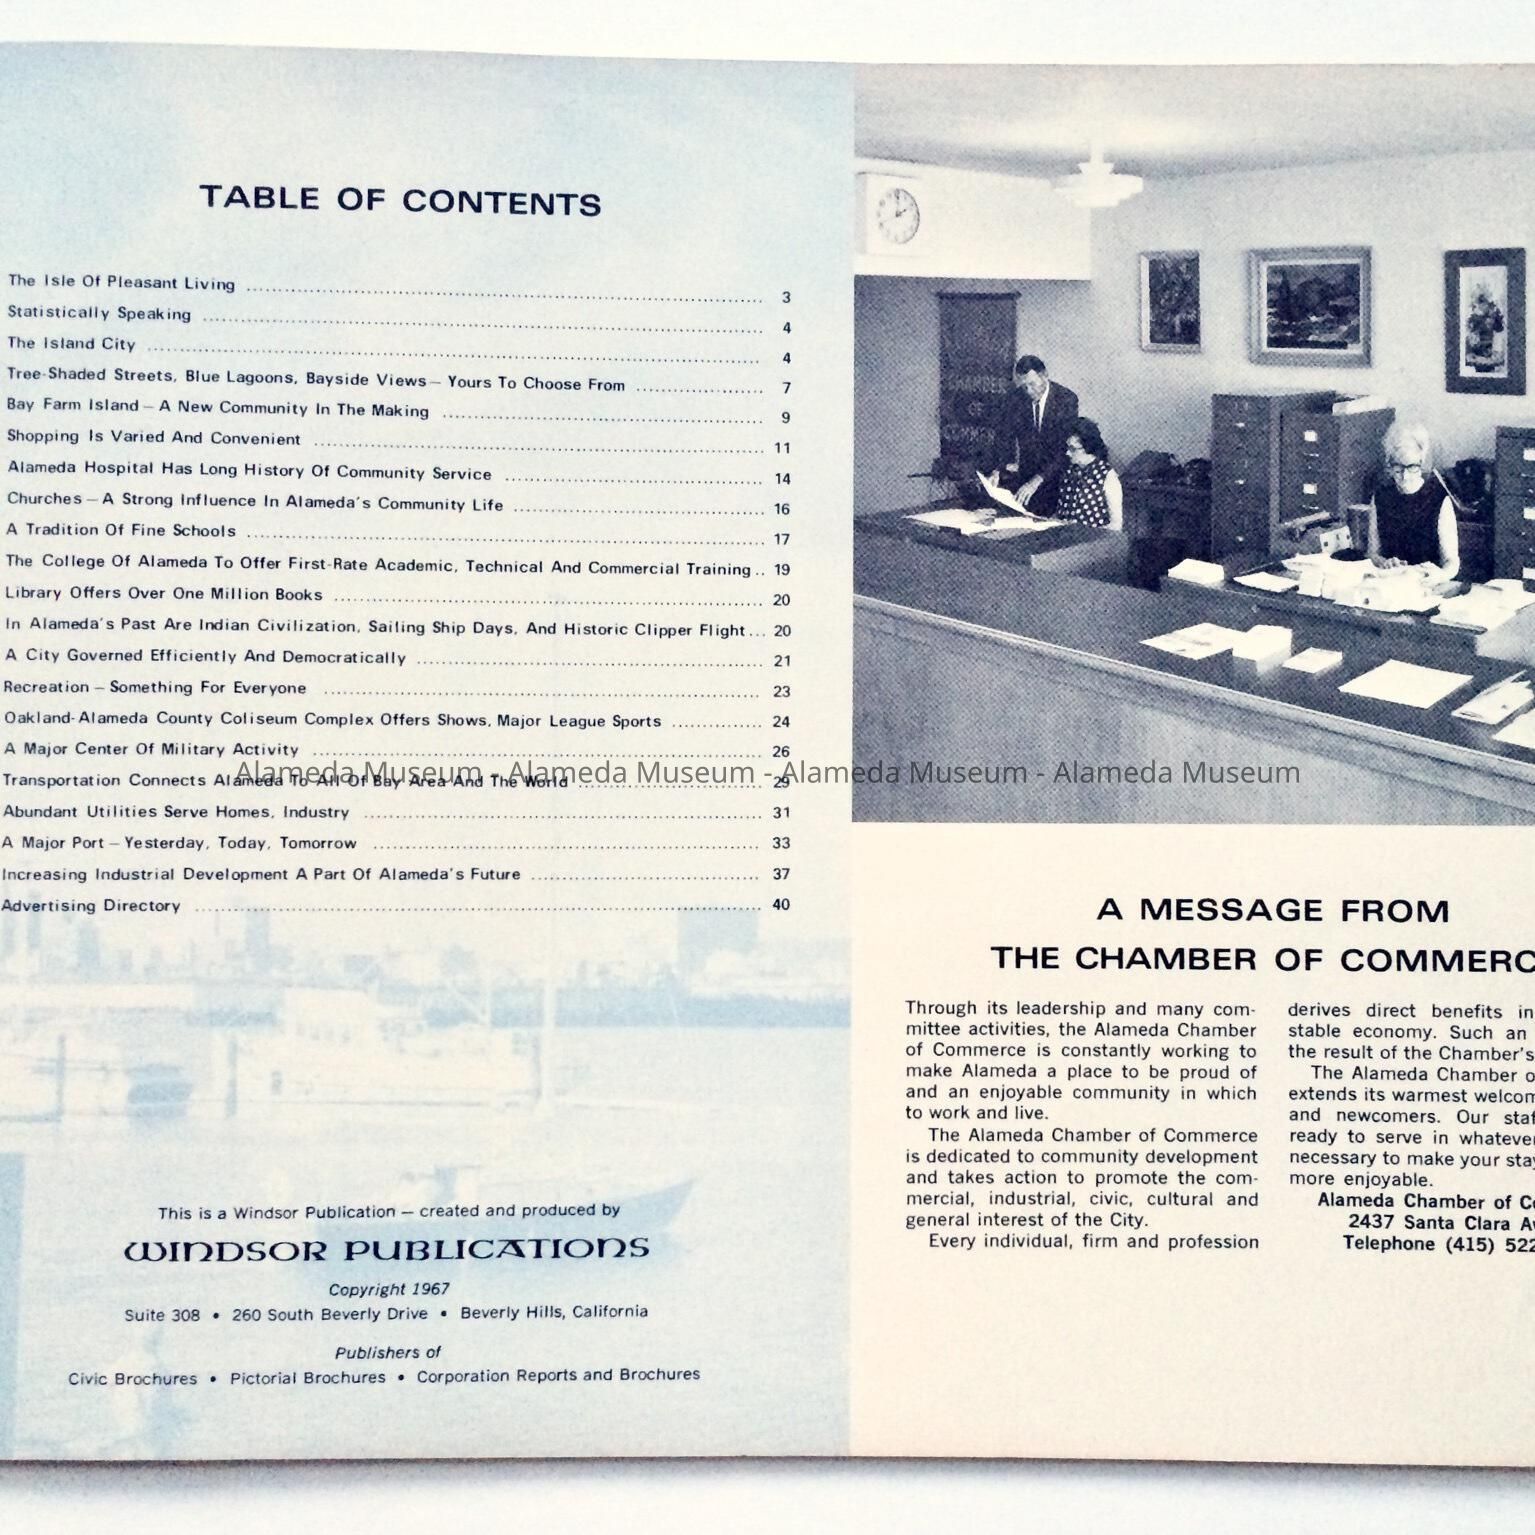 TABLE OF CONTENTS
The Isle Of Pleasant Living ........ 3
Statistically Speaking ........ 4
The Island City ........ 4
Tree-Shaded Streets, Blue Lagoons, Bayside Views – Yours To Choose From ........ 7
Bay Farm Island – A New Community In The Making ........ 9
Shopping Is Varied And Convenient ........ 11
Alameda Hospital Has Long History Of Community Service ........ 14
Churches – A Strong Influence In Alameda's Community Life ........ 16
A Tradition Of Fine Schools ........ 17
The College Of Alameda To Offer First-Rate Academic, Technical And Commercial Training .. 19
Library Offers Over One Million Books ........ 20
In Alameda's Past Are Indian Civilization, Sailing Ship Days, And Historic Clipper Flight ... 20
A City Governed Efficiently And Democratically ........ 21
Recreation – Something For Everyone ........ 23
Oakland-Alameda County Coliseum Complex Offers Shows, Major League Sports ........ 24
A Major Center Of Military Activity ........ 26
Transportation Connects Alameda To All Of Bay Area And The World ........ 29
Abundant Utilities Serve Homes, Industry ........ 31
A Major Port – Yesterday, Today, Tomorrow ........ 33
Increasing Industrial Development A Part Of Alameda's Future ........ 37
Advertising Directory ........ 40
This is a Windsor Publication – created and produced by
WINDSOR PUBLICATIONS
Copyright 1967
Suite 308 • 260 South Beverly Drive • Beverly Hills, California
Publishers of
Civic Brochures • Pictorial Brochures • Corporation Reports and Brochures
Alameda Museum - Alameda Museum - Alameda Museum - Alameda Museum
CHAMBER
OF
COMMER
A MESSAGE FROM
THE CHAMBER OF COMMERC
Through its leadership and many com-
mittee activities, the Alameda Chamber
of Commerce is constantly working to
make Alameda a place to be proud of
and an enjoyable community in which
to work and live.
The Alameda Chamber of Commerce
is dedicated to community development
and takes action to promote the com-
mercial, industrial, civic, cultural and
general interest of the City.
Every individual, firm and profession
derives direct benefits in
stable economy. Such an
the result of the Chamber's
The Alameda Chamber o
extends its warmest welcom
and newcomers. Our staf
ready to serve in whatever
necessary to make your stay
more enjoyable.
Alameda Chamber of Co
2437 Santa Clara Av
Telephone (415) 522